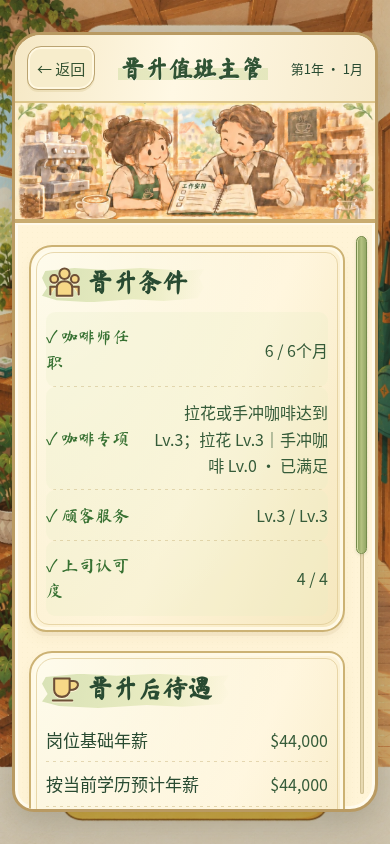 ← 返回
晋升值班主管
第1年 · 1月
工作安排
晋升条件
✓咖啡师任
职
6 / 6个月
✓咖啡专项
拉花或手冲咖啡达到
Lv.3；拉花 Lv.3｜手冲咖
啡 Lv.0 · 已满足
✓顾客服务
Lv.3 / Lv.3
✓上司认可
度
4 / 4
晋升后待遇
岗位基础年薪
$44,000
按当前学历预计年薪
$44,000